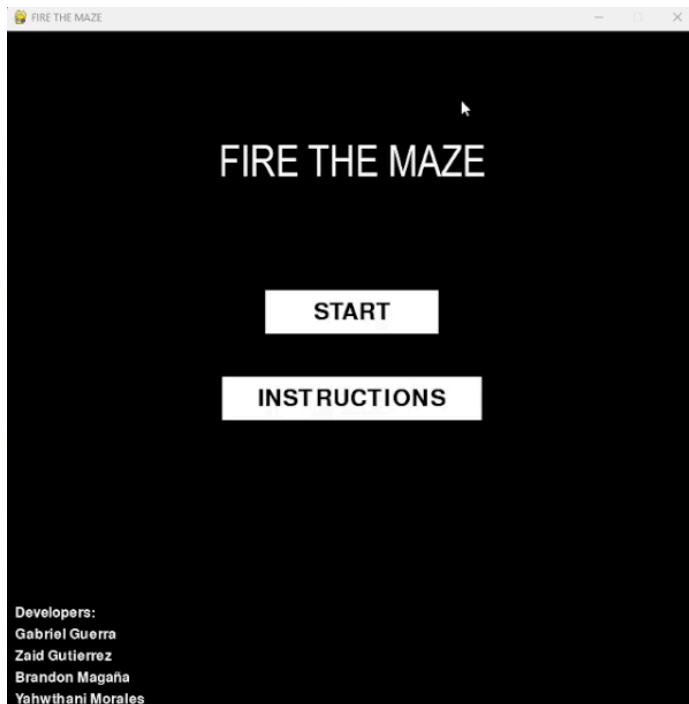 FIRE THE MAZE
FIRE THE MAZE
START
INSTRUCTIONS
Developers:
Gabriel Guerra
Zaid Gutierrez
Brandon Magaña
Yahwthani Morales